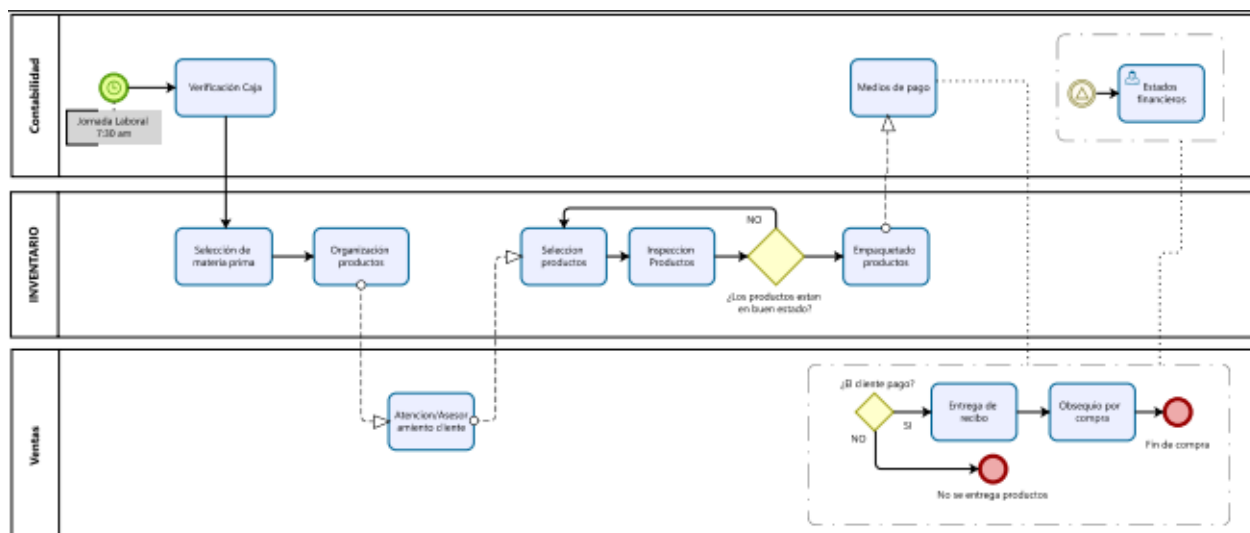 Contabilidad
Jornada Laboral
7:30 am
Verificación Caja
Medios de pago
Estados
financieros
INVENTARIO
Selección de
materia prima
Organización
productos
Seleccion
productos
Inspeccion
Productos
NO
¿Los productos estan
en buen estado?
Empaquetado
productos
Ventas
Atencion/Asesor
amiento cliente
¿El cliente pago?
SI
NO
Entrega de
recibo
Obsequio por
compra
Fin de compra
No se entrega productos